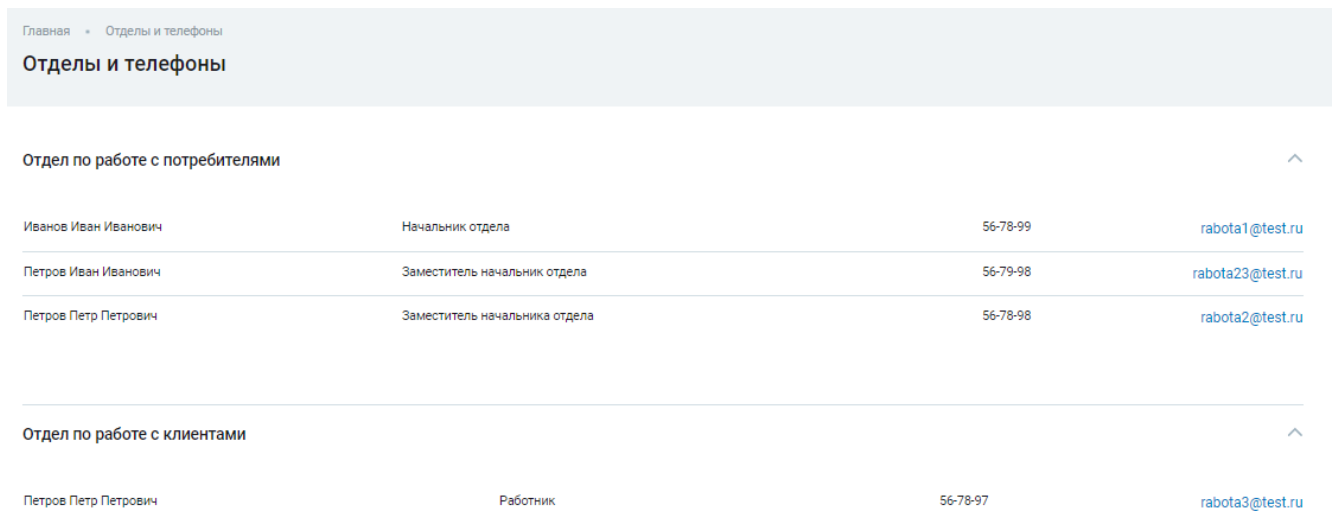 Главная • Отделы и телефоны
Отделы и телефоны
Отдел по работе с потребителями
Иванов Иван Иванович Начальник отдела 56-78-99 rabota1@test.ru
Петров Иван Иванович Заместитель начальник отдела 56-79-98 rabota23@test.ru
Петров Петр Петрович Заместитель начальника отдела 56-78-98 rabota2@test.ru
Отдел по работе с клиентами
Петров Петр Петрович Работник 56-78-97 rabota3@test.ru